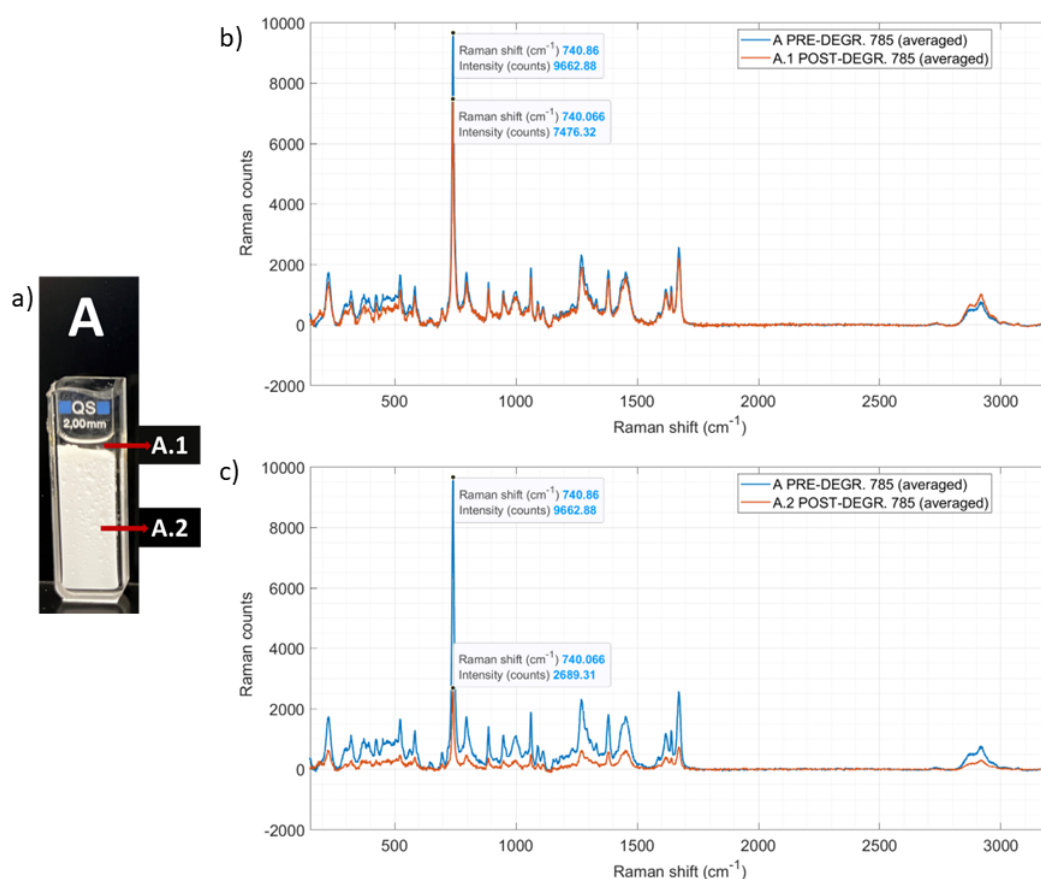 a)
A
QS
2,00mm
A.1
A.2
b)
10000
8000
6000
4000
2000
0
-2000
Raman counts
A PRE-DEGR. 785 (averaged)
A.1 POST-DEGR. 785 (averaged)
Raman shift (cm⁻¹) 740.86
Intensity (counts) 9662.88
Raman shift (cm⁻¹) 740.066
Intensity (counts) 7476.32
500 1000 1500 2000 2500 3000
Raman shift (cm⁻¹)
c)
10000
8000
6000
4000
2000
0
-2000
Raman counts
A PRE-DEGR. 785 (averaged)
A.2 POST-DEGR. 785 (averaged)
Raman shift (cm⁻¹) 740.86
Intensity (counts) 9662.88
Raman shift (cm⁻¹) 740.066
Intensity (counts) 2689.31
500 1000 1500 2000 2500 3000
Raman shift (cm⁻¹)